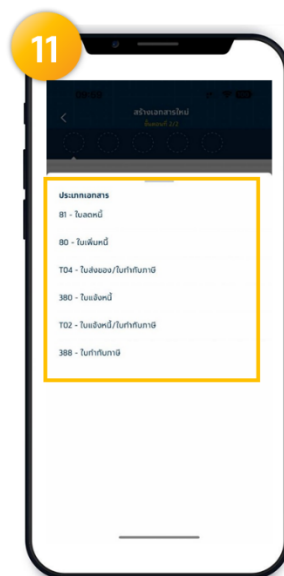 11
สร้างเอกสารใหม่
ประเภทเอกสาร
81 - ใบลดหนี้
80 - ใบเพิ่มหนี้
T04 - ใบส่งของ/ใบกำกับภาษี
380 - ใบแจ้งหนี้
T02 - ใบแจ้งหนี้/ใบกำกับภาษี
388 - ใบกำกับภาษี